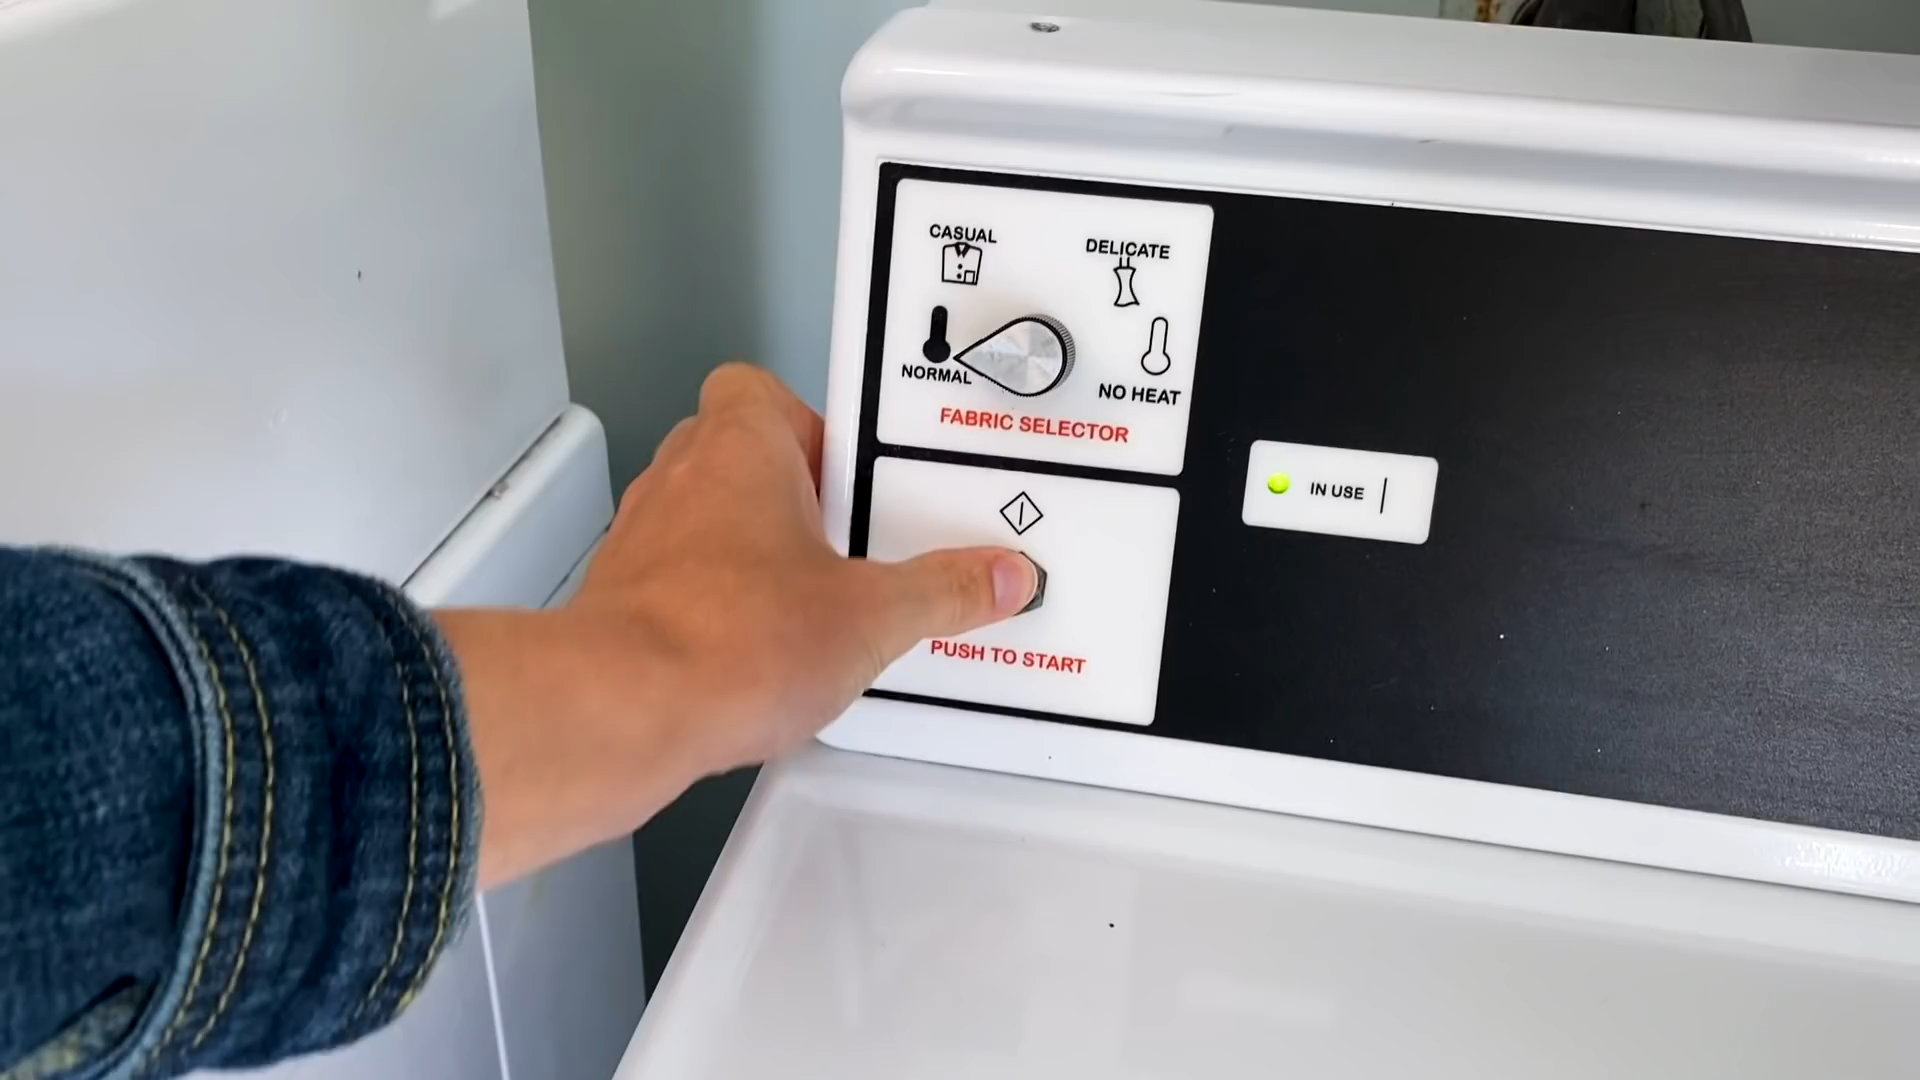 CASUAL
DELICATE
NORMAL
NO HEAT
FABRIC SELECTOR
IN USE
PUSH TO START